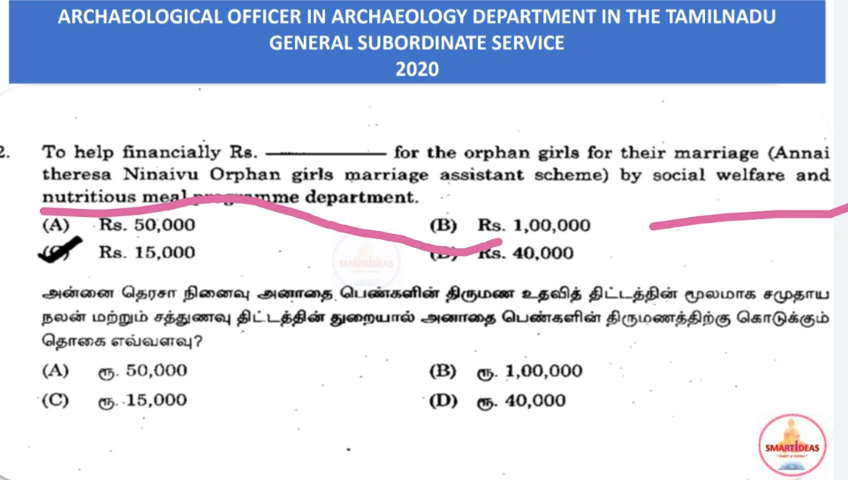 ARCHAEOLOGICAL OFFICER IN ARCHAEOLOGY DEPARTMENT IN THE TAMILNADU
GENERAL SUBORDINATE SERVICE
2020
2. To help financially Rs. ———— for the orphan girls for their marriage (Annai
theresa Ninaivu Orphan girls marriage assistant scheme) by social welfare and
nutritious meal programme department.
(A) Rs. 50,000 (B) Rs. 1,00,000
(C) Rs. 15,000 (D) Rs. 40,000
SMARTIDEAS
அன்னை தெரசா நினைவு அனாதை பெண்களின் திருமண உதவித் திட்டத்தின் மூலமாக சமுதாய
நலன் மற்றும் சத்துணவு திட்டத்தின் துறையால் அனாதை பெண்களின் திருமணத்திற்கு கொடுக்கும்
தொகை எவ்வளவு?
(A) ரூ. 50,000 (B) ரூ. 1,00,000
(C) ரூ. 15,000 (D) ரூ. 40,000
SMARTIDEAS